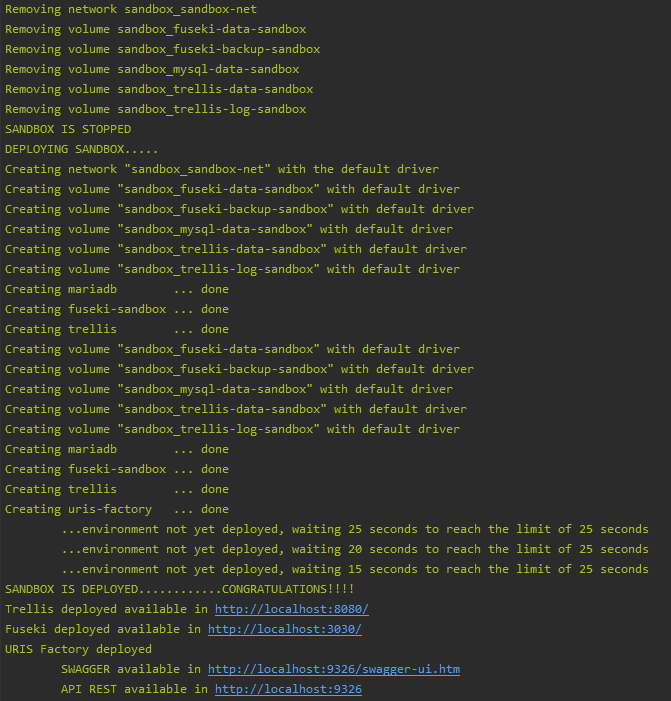 Removing network sandbox_sandbox-net
Removing volume sandbox_fuseki-data-sandbox
Removing volume sandbox_fuseki-backup-sandbox
Removing volume sandbox_mysql-data-sandbox
Removing volume sandbox_trellis-data-sandbox
Removing volume sandbox_trellis-log-sandbox
SANDBOX IS STOPPED
DEPLOYING SANDBOX.....
Creating network "sandbox_sandbox-net" with the default driver
Creating volume "sandbox_fuseki-data-sandbox" with default driver
Creating volume "sandbox_fuseki-backup-sandbox" with default driver
Creating volume "sandbox_mysql-data-sandbox" with default driver
Creating volume "sandbox_trellis-data-sandbox" with default driver
Creating volume "sandbox_trellis-log-sandbox" with default driver
Creating mariadb        ... done
Creating fuseki-sandbox ... done
Creating trellis        ... done
Creating volume "sandbox_fuseki-data-sandbox" with default driver
Creating volume "sandbox_fuseki-backup-sandbox" with default driver
Creating volume "sandbox_mysql-data-sandbox" with default driver
Creating volume "sandbox_trellis-data-sandbox" with default driver
Creating volume "sandbox_trellis-log-sandbox" with default driver
Creating mariadb        ... done
Creating fuseki-sandbox ... done
Creating trellis        ... done
Creating uris-factory   ... done
        ...environment not yet deployed, waiting 25 seconds to reach the limit of 25 seconds
        ...environment not yet deployed, waiting 20 seconds to reach the limit of 25 seconds
        ...environment not yet deployed, waiting 15 seconds to reach the limit of 25 seconds
SANDBOX IS DEPLOYED............CONGRATULATIONS!!!!
Trellis deployed available in http://localhost:8080/
Fuseki deployed available in http://localhost:3030/
URIS Factory deployed
        SWAGGER available in http://localhost:9326/swagger-ui.htm
        API REST available in http://localhost:9326